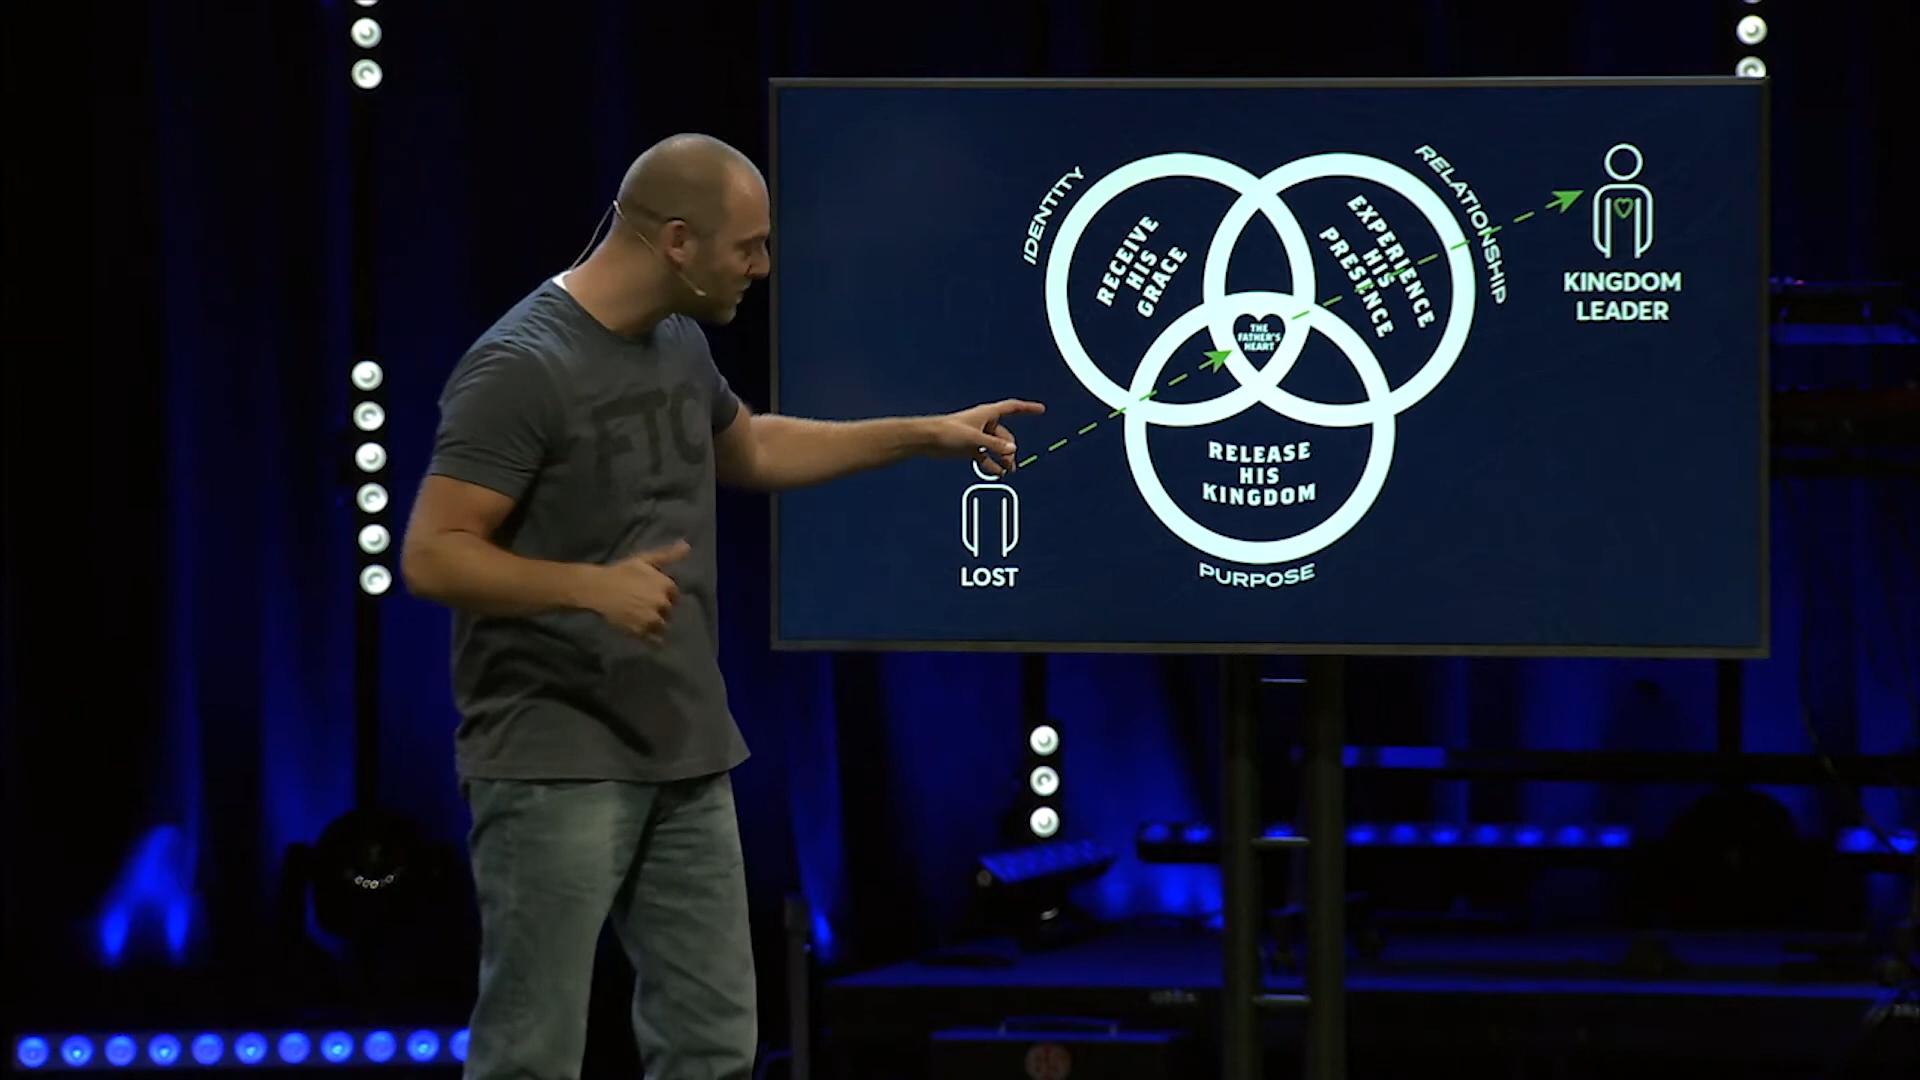 FTC
IDENTITY
RECEIVE
HIS
GRACE
RELATIONSHIP
EXPERIENCE
HIS
PRESENCE
THE
FATHER'S
HEART
RELEASE
HIS
KINGDOM
PURPOSE
LOST
KINGDOM
LEADER